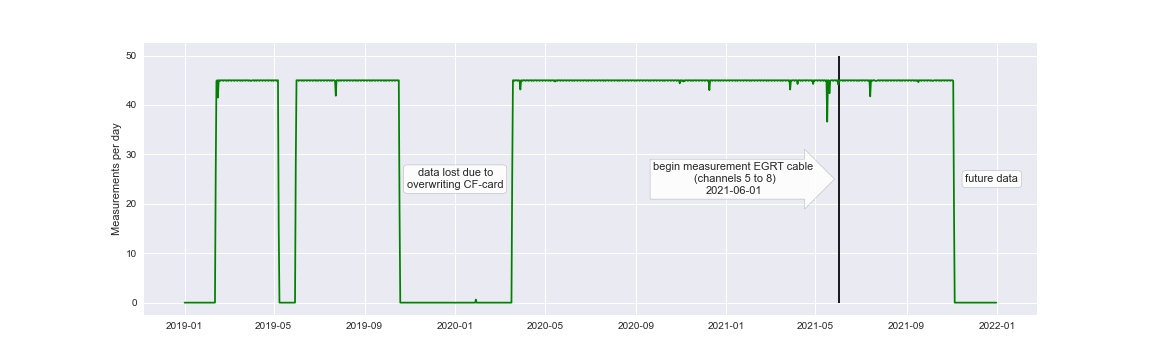 50
40
30
20
10
0
Measurements per day
data lost due to
overwriting CF-card
begin measurement EGRT cable
(channels 5 to 8)
2021-06-01
future data
2019-01
2019-05
2019-09
2020-01
2020-05
2020-09
2021-01
2021-05
2021-09
2022-01